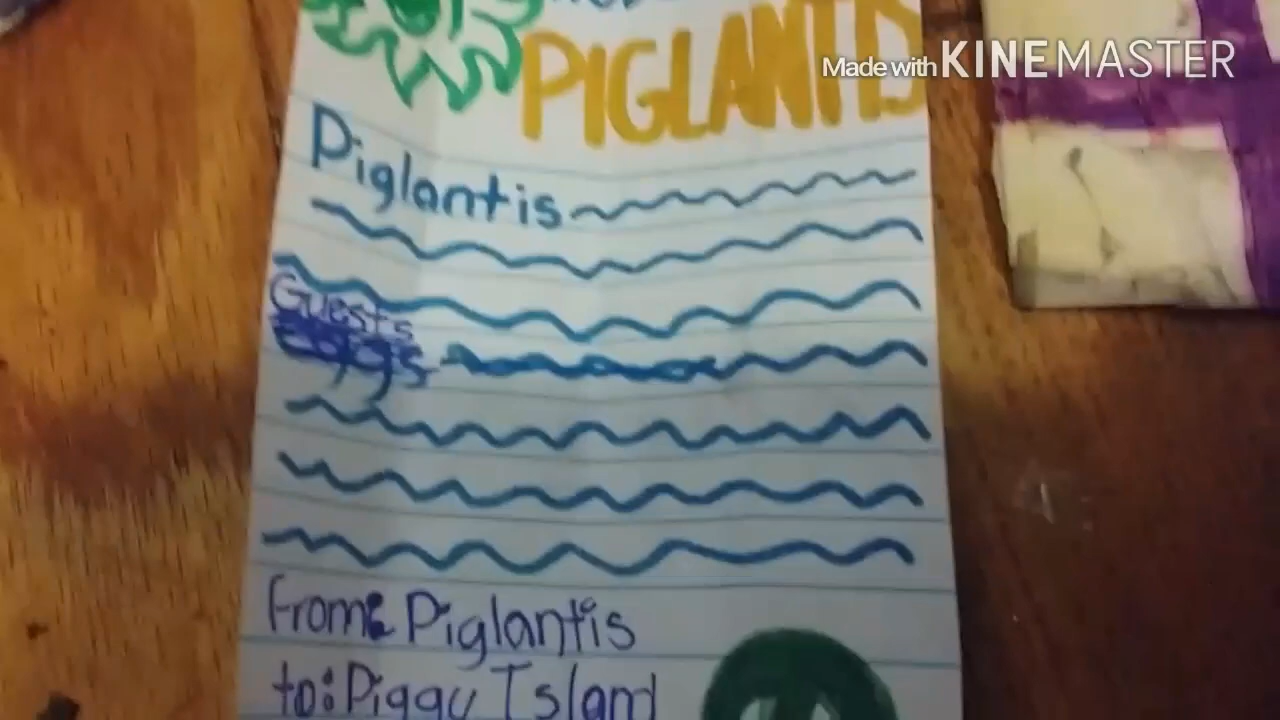 PIGLANTIS
Made with KINEMASTER
Piglantis
Guests
from: Piglantis
to: Piggy Island